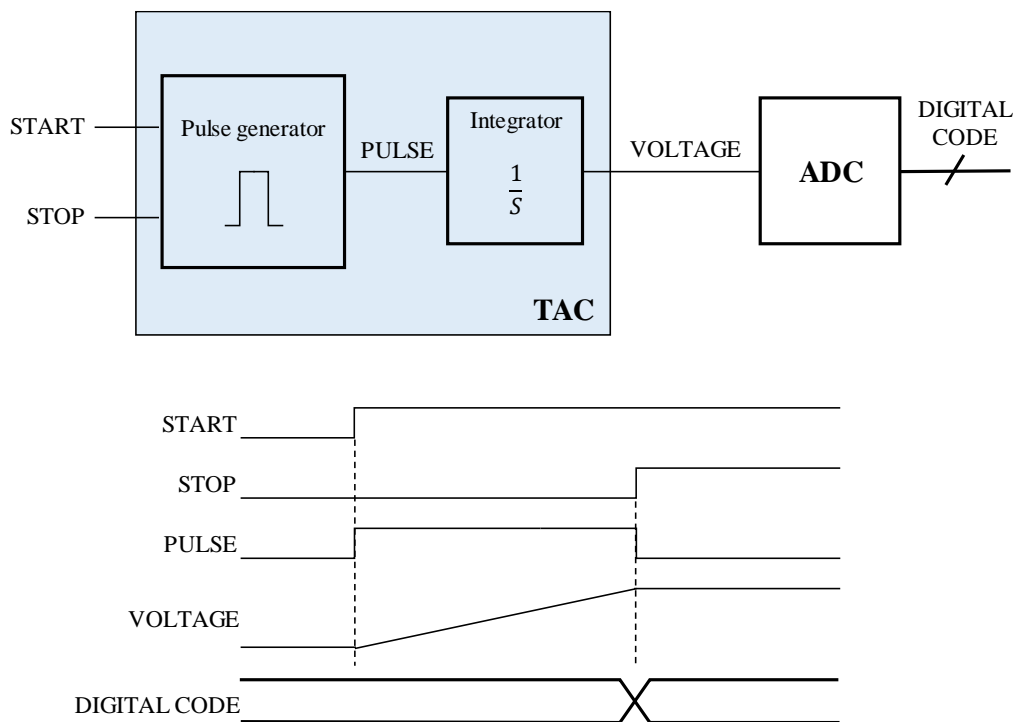 START
STOP
Pulse generator
PULSE
Integrator
1
S
TAC
VOLTAGE
ADC
DIGITAL
CODE
START
STOP
PULSE
VOLTAGE
DIGITAL CODE